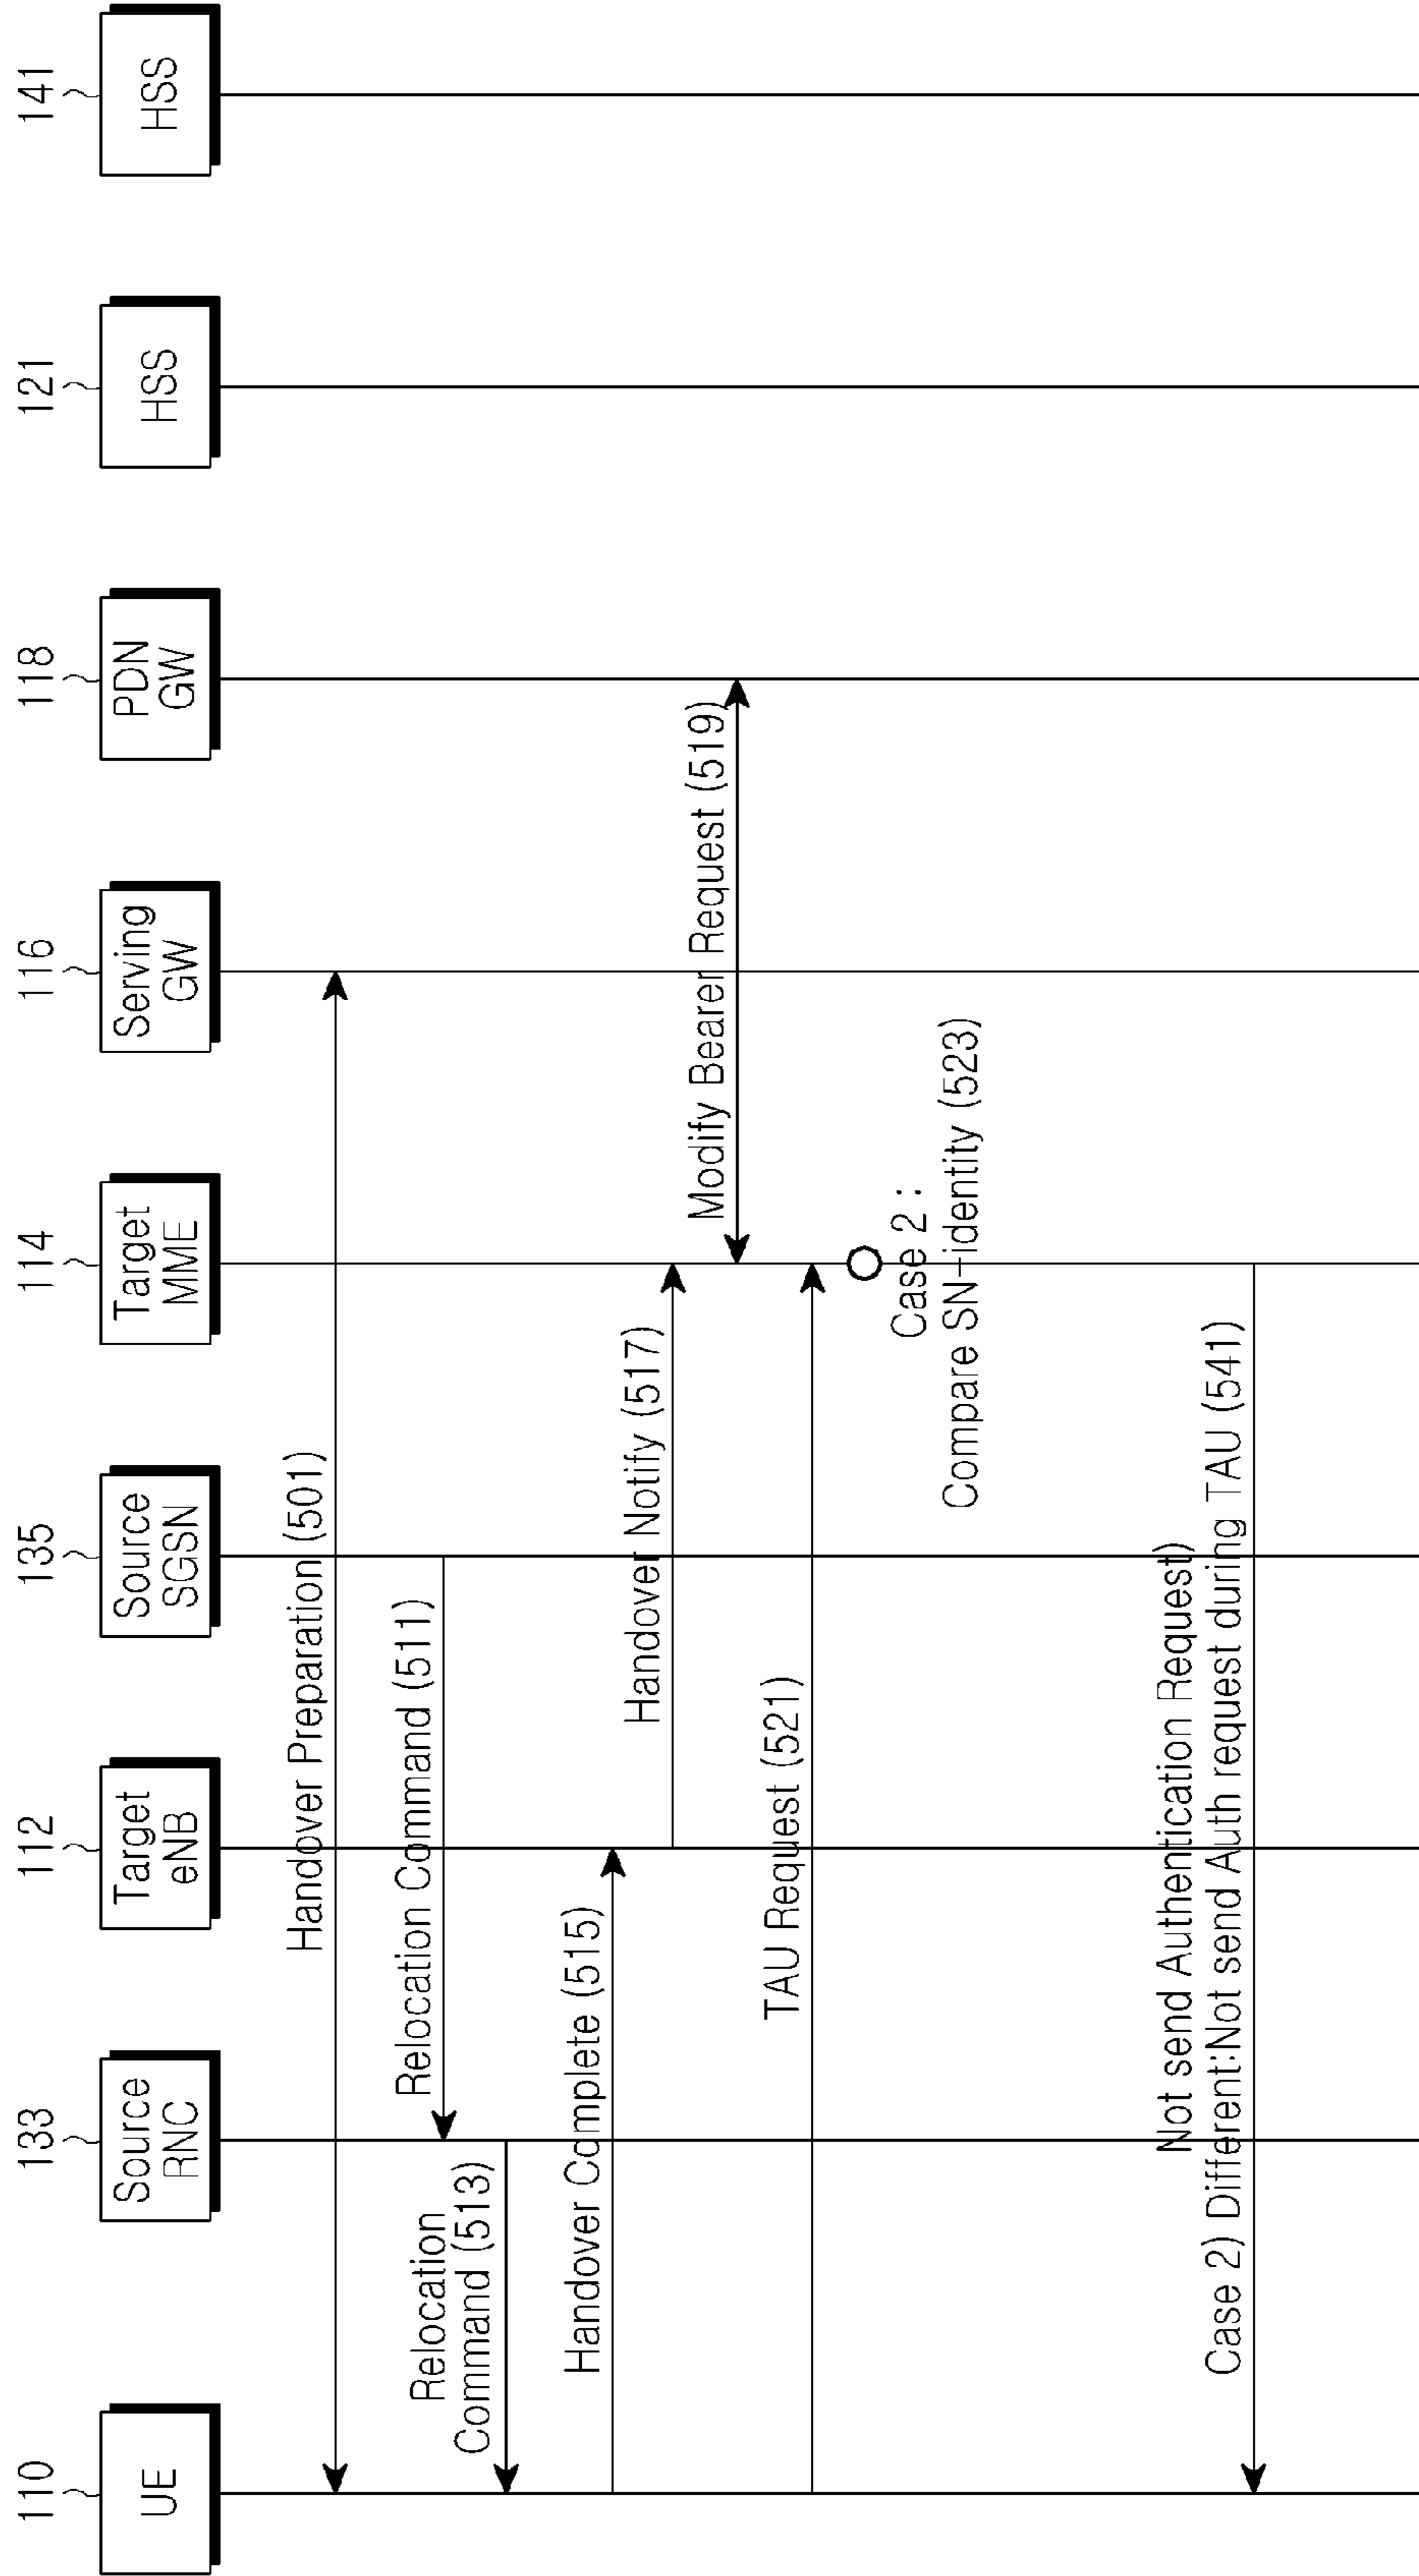 110
133
112
135
114
116
118
121
141
UE
Source
RNC
Target
eNB
Source
SGSN
Target
MME
Serving
GW
PDN
GW
HSS
HSS
Handover Preparation (501)
Relocation Command (511)
Relocation
Command (513)
Handover Complete (515)
Handover Notify (517)
Modify Bearer Request (519)
TAU Request (521)
Case 2 :
Compare SN-identity (523)
Not send Authentication Request)
Case 2) Different:Not send Auth request during TAU (541)